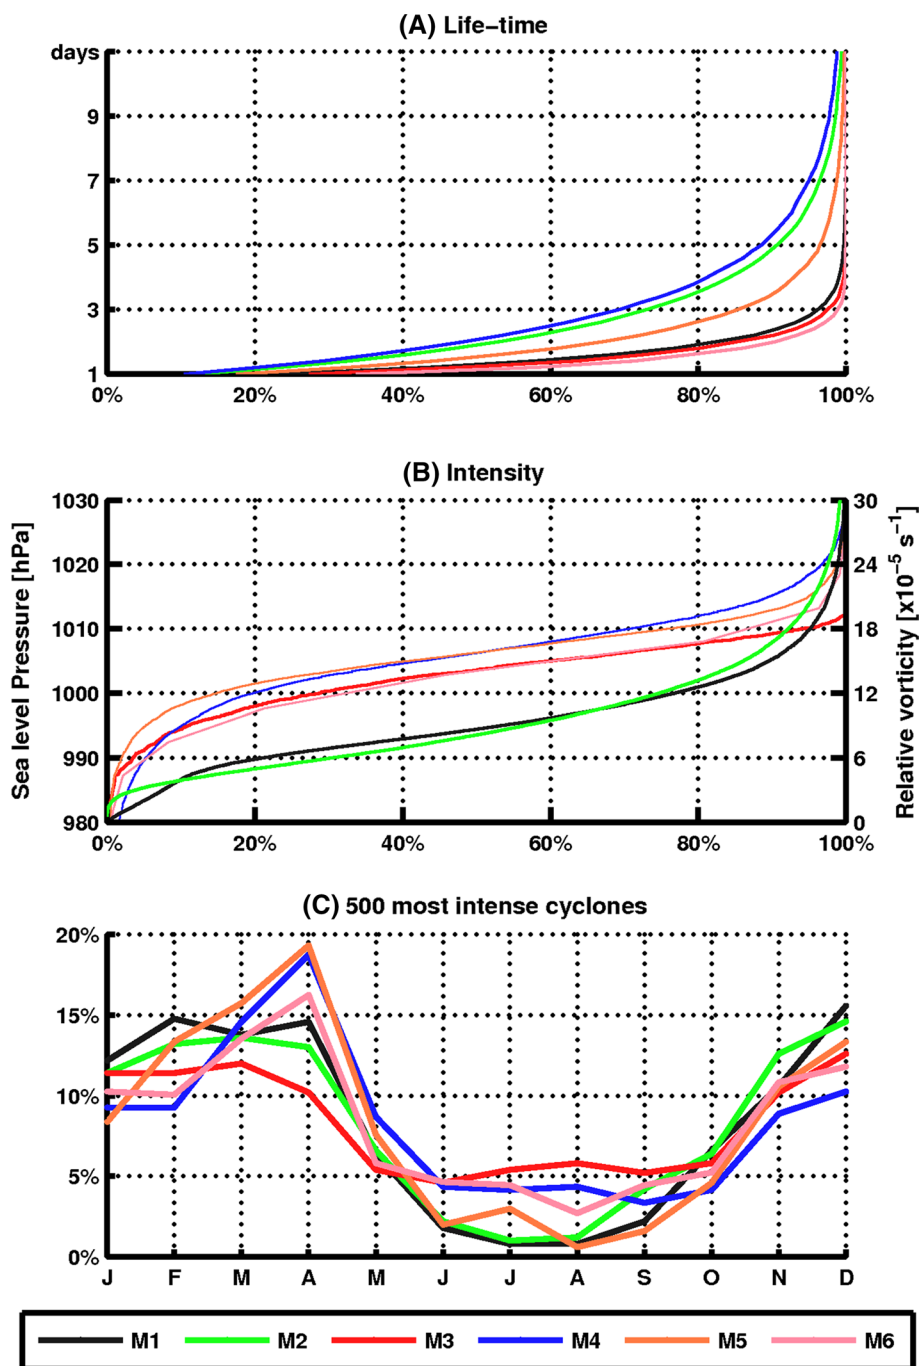 (A) Life-time
days
9
7
5
3
1
0% 20% 40% 60% 80% 100%
(B) Intensity
Sea level Pressure [hPa]
1030
1020
1010
1000
990
980
30
24
18
12
6
0
Relative vorticity [x10⁻⁵ s⁻¹]
0% 20% 40% 60% 80% 100%
(C) 500 most intense cyclones
20%
15%
10%
5%
0%
J F M A M J J A S O N D
M1 M2 M3 M4 M5 M6